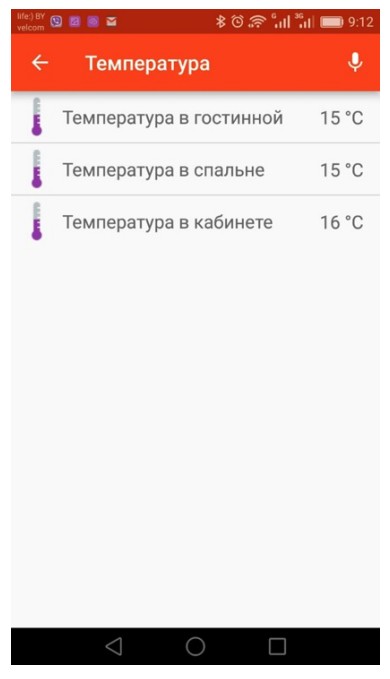 life:) BY
velcom
G
3G
9:12
Температура
Температура в гостинной 15 °C
Температура в спальне 15 °C
Температура в кабинете 16 °C